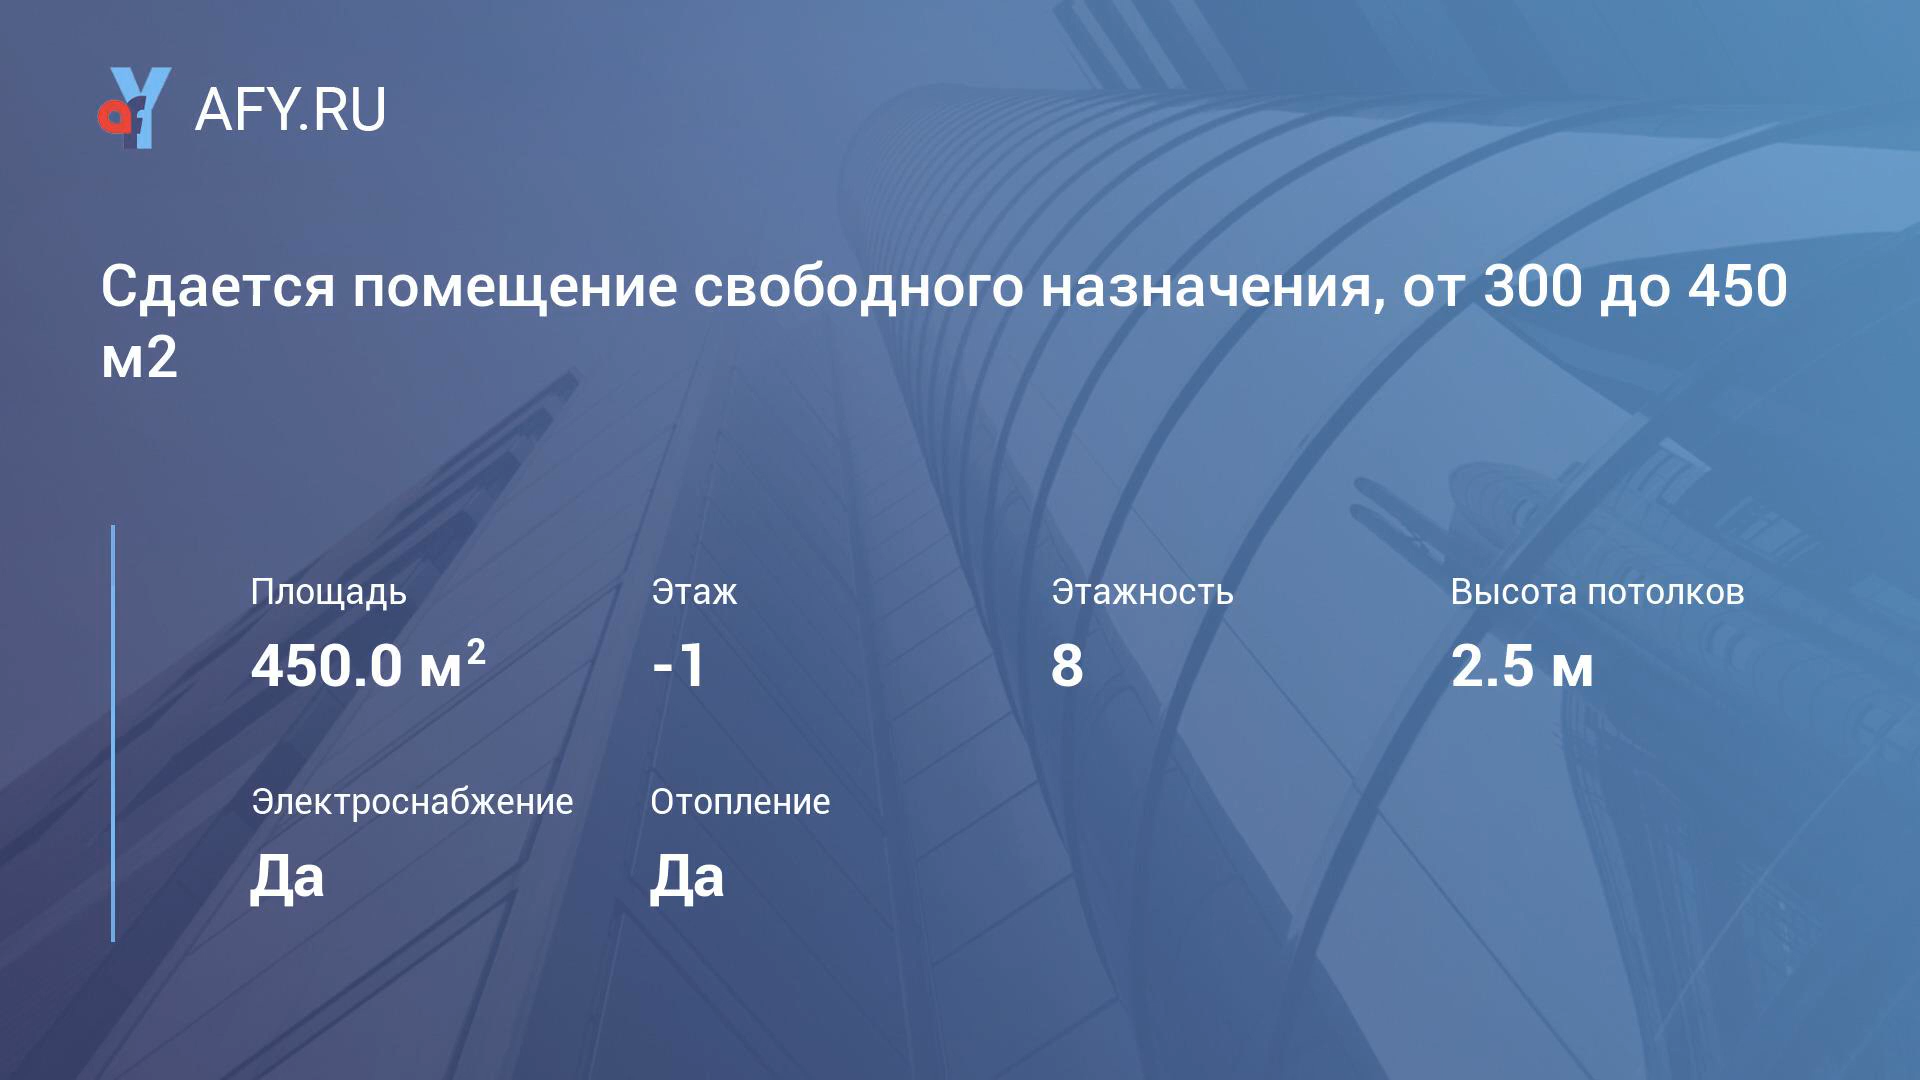 aYf AFY.RU
Сдается помещение свободного назначения, от 300 до 450
м2
Площадь Этаж Этажность Высота потолков
450.0 м² -1 8 2.5 м
Электроснабжение Отопление
Да Да